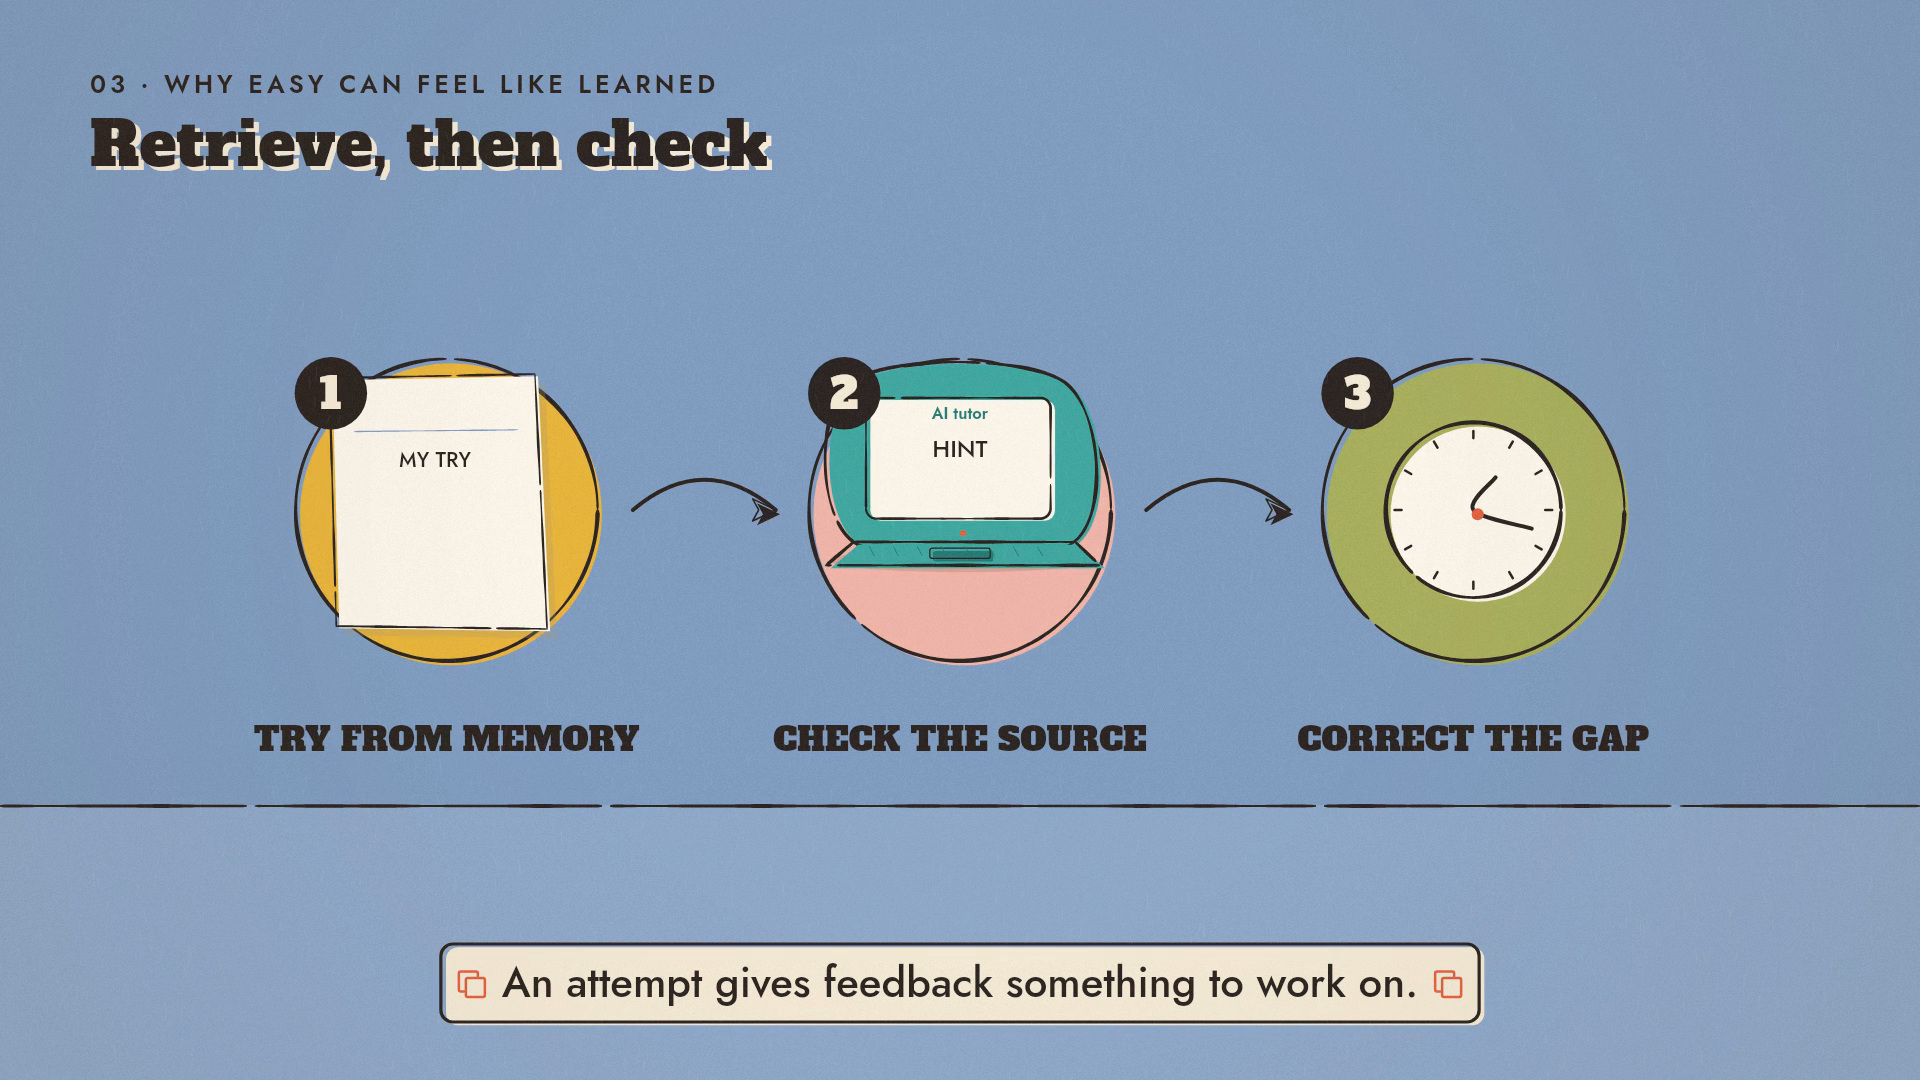 03 · WHY EASY CAN FEEL LIKE LEARNED
Retrieve, then check
1
MY TRY
TRY FROM MEMORY
2
AI tutor
HINT
CHECK THE SOURCE
3
CORRECT THE GAP
An attempt gives feedback something to work on.